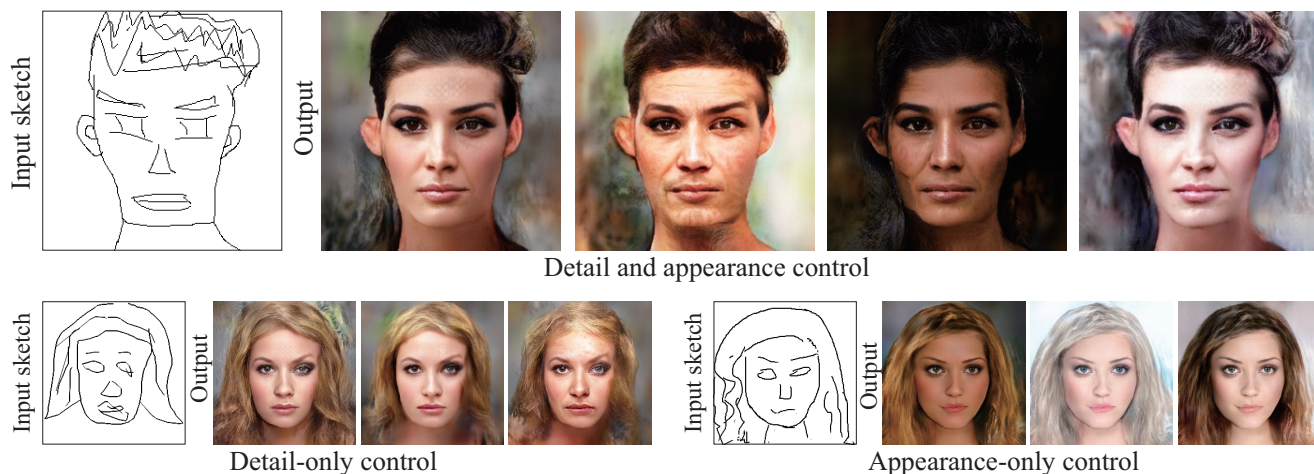 Input sketch
Output
Detail and appearance control
Input sketch
Output
Detail-only control
Input sketch
Output
Appearance-only control